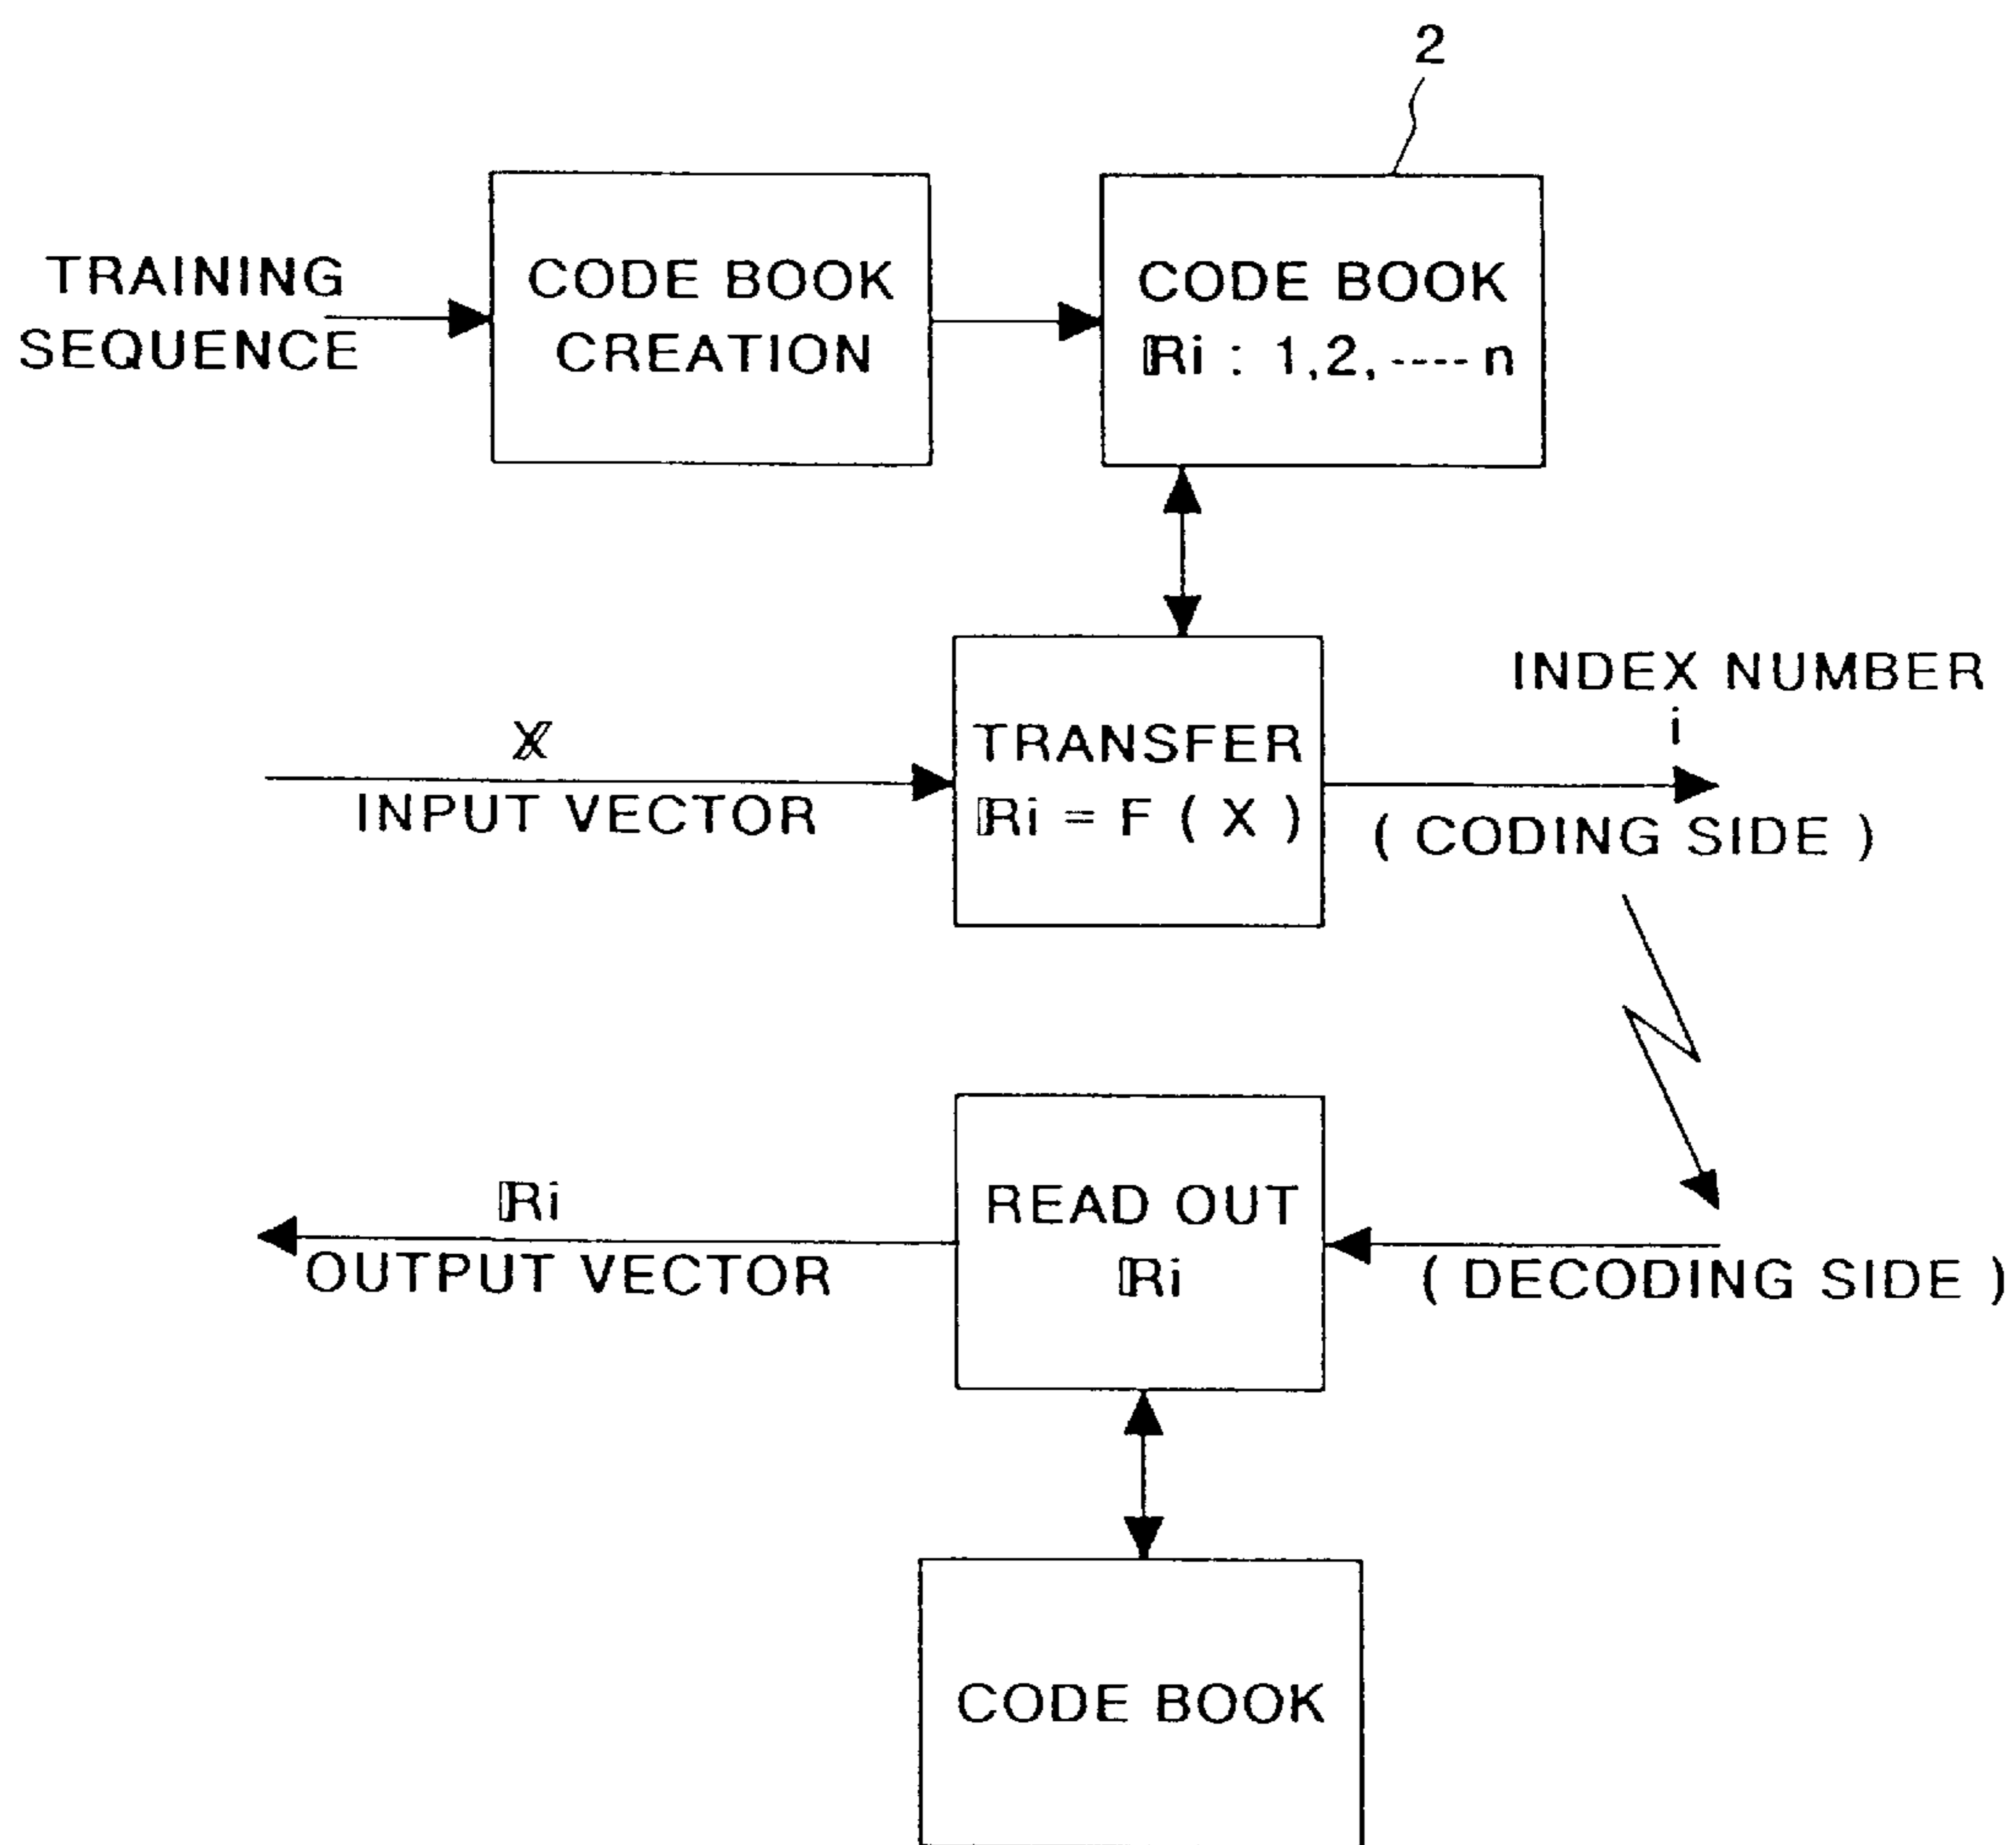 2
TRAINING
SEQUENCE
CODE BOOK
CREATION
CODE BOOK
ℝi : 1,2, ---- n
INDEX NUMBER
i
𝕏
INPUT VECTOR
TRANSFER
ℝi = F ( X )
( CODING SIDE )
ℝi
OUTPUT VECTOR
READ OUT
ℝi
( DECODING SIDE )
CODE BOOK